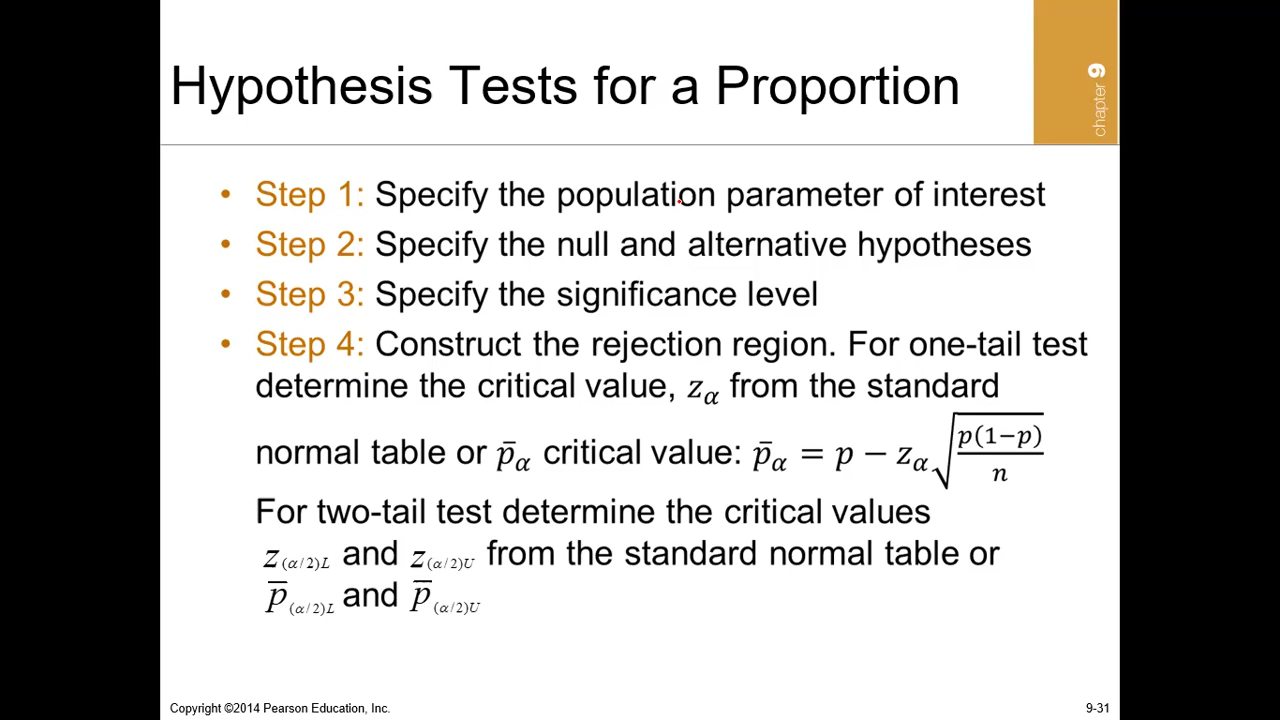 Hypothesis Tests for a Proportion
chapter 9
• Step 1: Specify the population parameter of interest
• Step 2: Specify the null and alternative hypotheses
• Step 3: Specify the significance level
• Step 4: Construct the rejection region. For one-tail test
determine the critical value, z_α from the standard
normal table or p̄_α critical value: p̄_α = p − z_α √(p(1−p)/n)
For two-tail test determine the critical values
z_(α/2)L and z_(α/2)U from the standard normal table or
p̄_(α/2)L and p̄_(α/2)U
Copyright ©2014 Pearson Education, Inc.
9-31